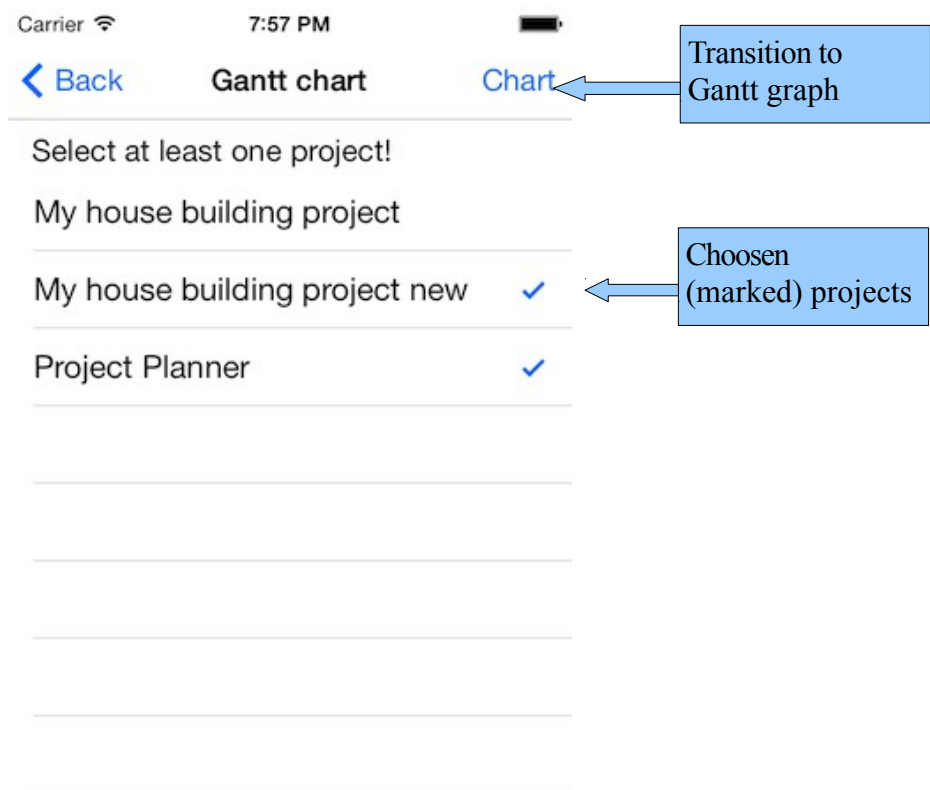 Carrier 7:57 PM
Back Gantt chart Chart
Transition to
Gantt graph
Select at least one project!
My house building project
My house building project new
Choosen
(marked) projects
Project Planner